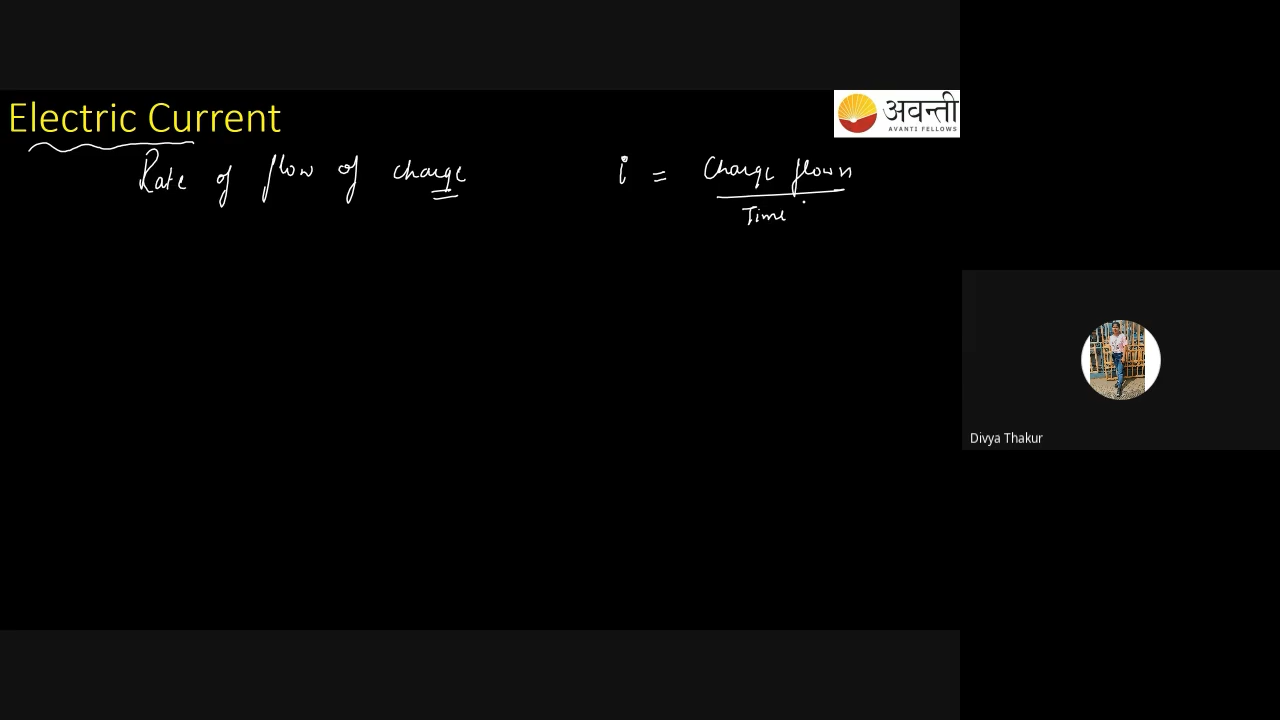 Electric Current
अवन्ती
AVANTI FELLOWS
Rate of flow of charge
i = Charge flown
Time
Divya Thakur